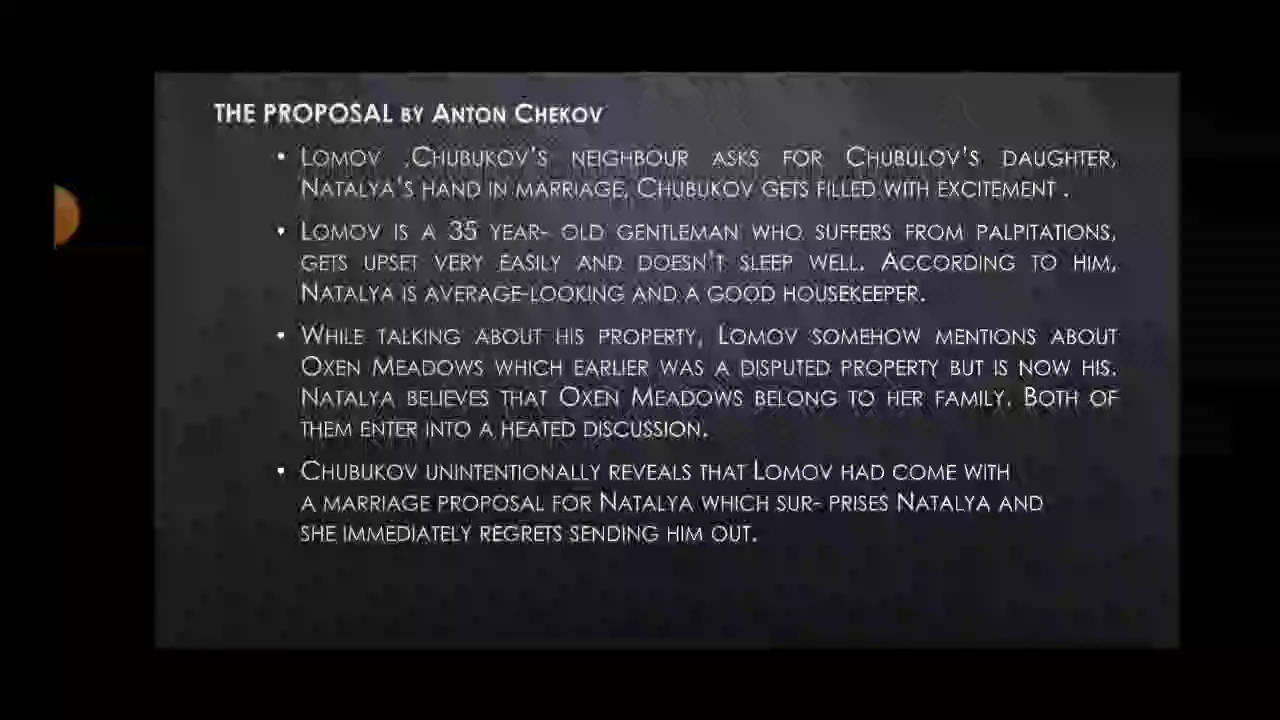 THE PROPOSAL BY ANTON CHEKOV
• LOMOV ,CHUBUKOV'S NEIGHBOUR ASKS FOR CHUBULOV'S DAUGHTER,
NATALYA'S HAND IN MARRIAGE, CHUBUKOV GETS FILLED WITH EXCITEMENT .
• LOMOV IS A 35 YEAR- OLD GENTLEMAN WHO SUFFERS FROM PALPITATIONS,
GETS UPSET VERY EASILY AND DOESN'T SLEEP WELL. ACCORDING TO HIM,
NATALYA IS AVERAGE-LOOKING AND A GOOD HOUSEKEEPER.
• WHILE TALKING ABOUT HIS PROPERTY, LOMOV SOMEHOW MENTIONS ABOUT
OXEN MEADOWS WHICH EARLIER WAS A DISPUTED PROPERTY BUT IS NOW HIS.
NATALYA BELIEVES THAT OXEN MEADOWS BELONG TO HER FAMILY. BOTH OF
THEM ENTER INTO A HEATED DISCUSSION.
• CHUBUKOV UNINTENTIONALLY REVEALS THAT LOMOV HAD COME WITH
A MARRIAGE PROPOSAL FOR NATALYA WHICH SUR- PRISES NATALYA AND
SHE IMMEDIATELY REGRETS SENDING HIM OUT.